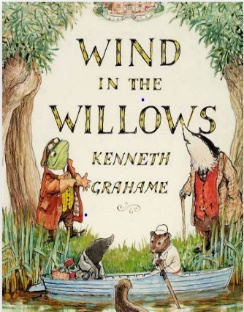 WIND
IN THE
WILLOWS
KENNETH
GRAHAME